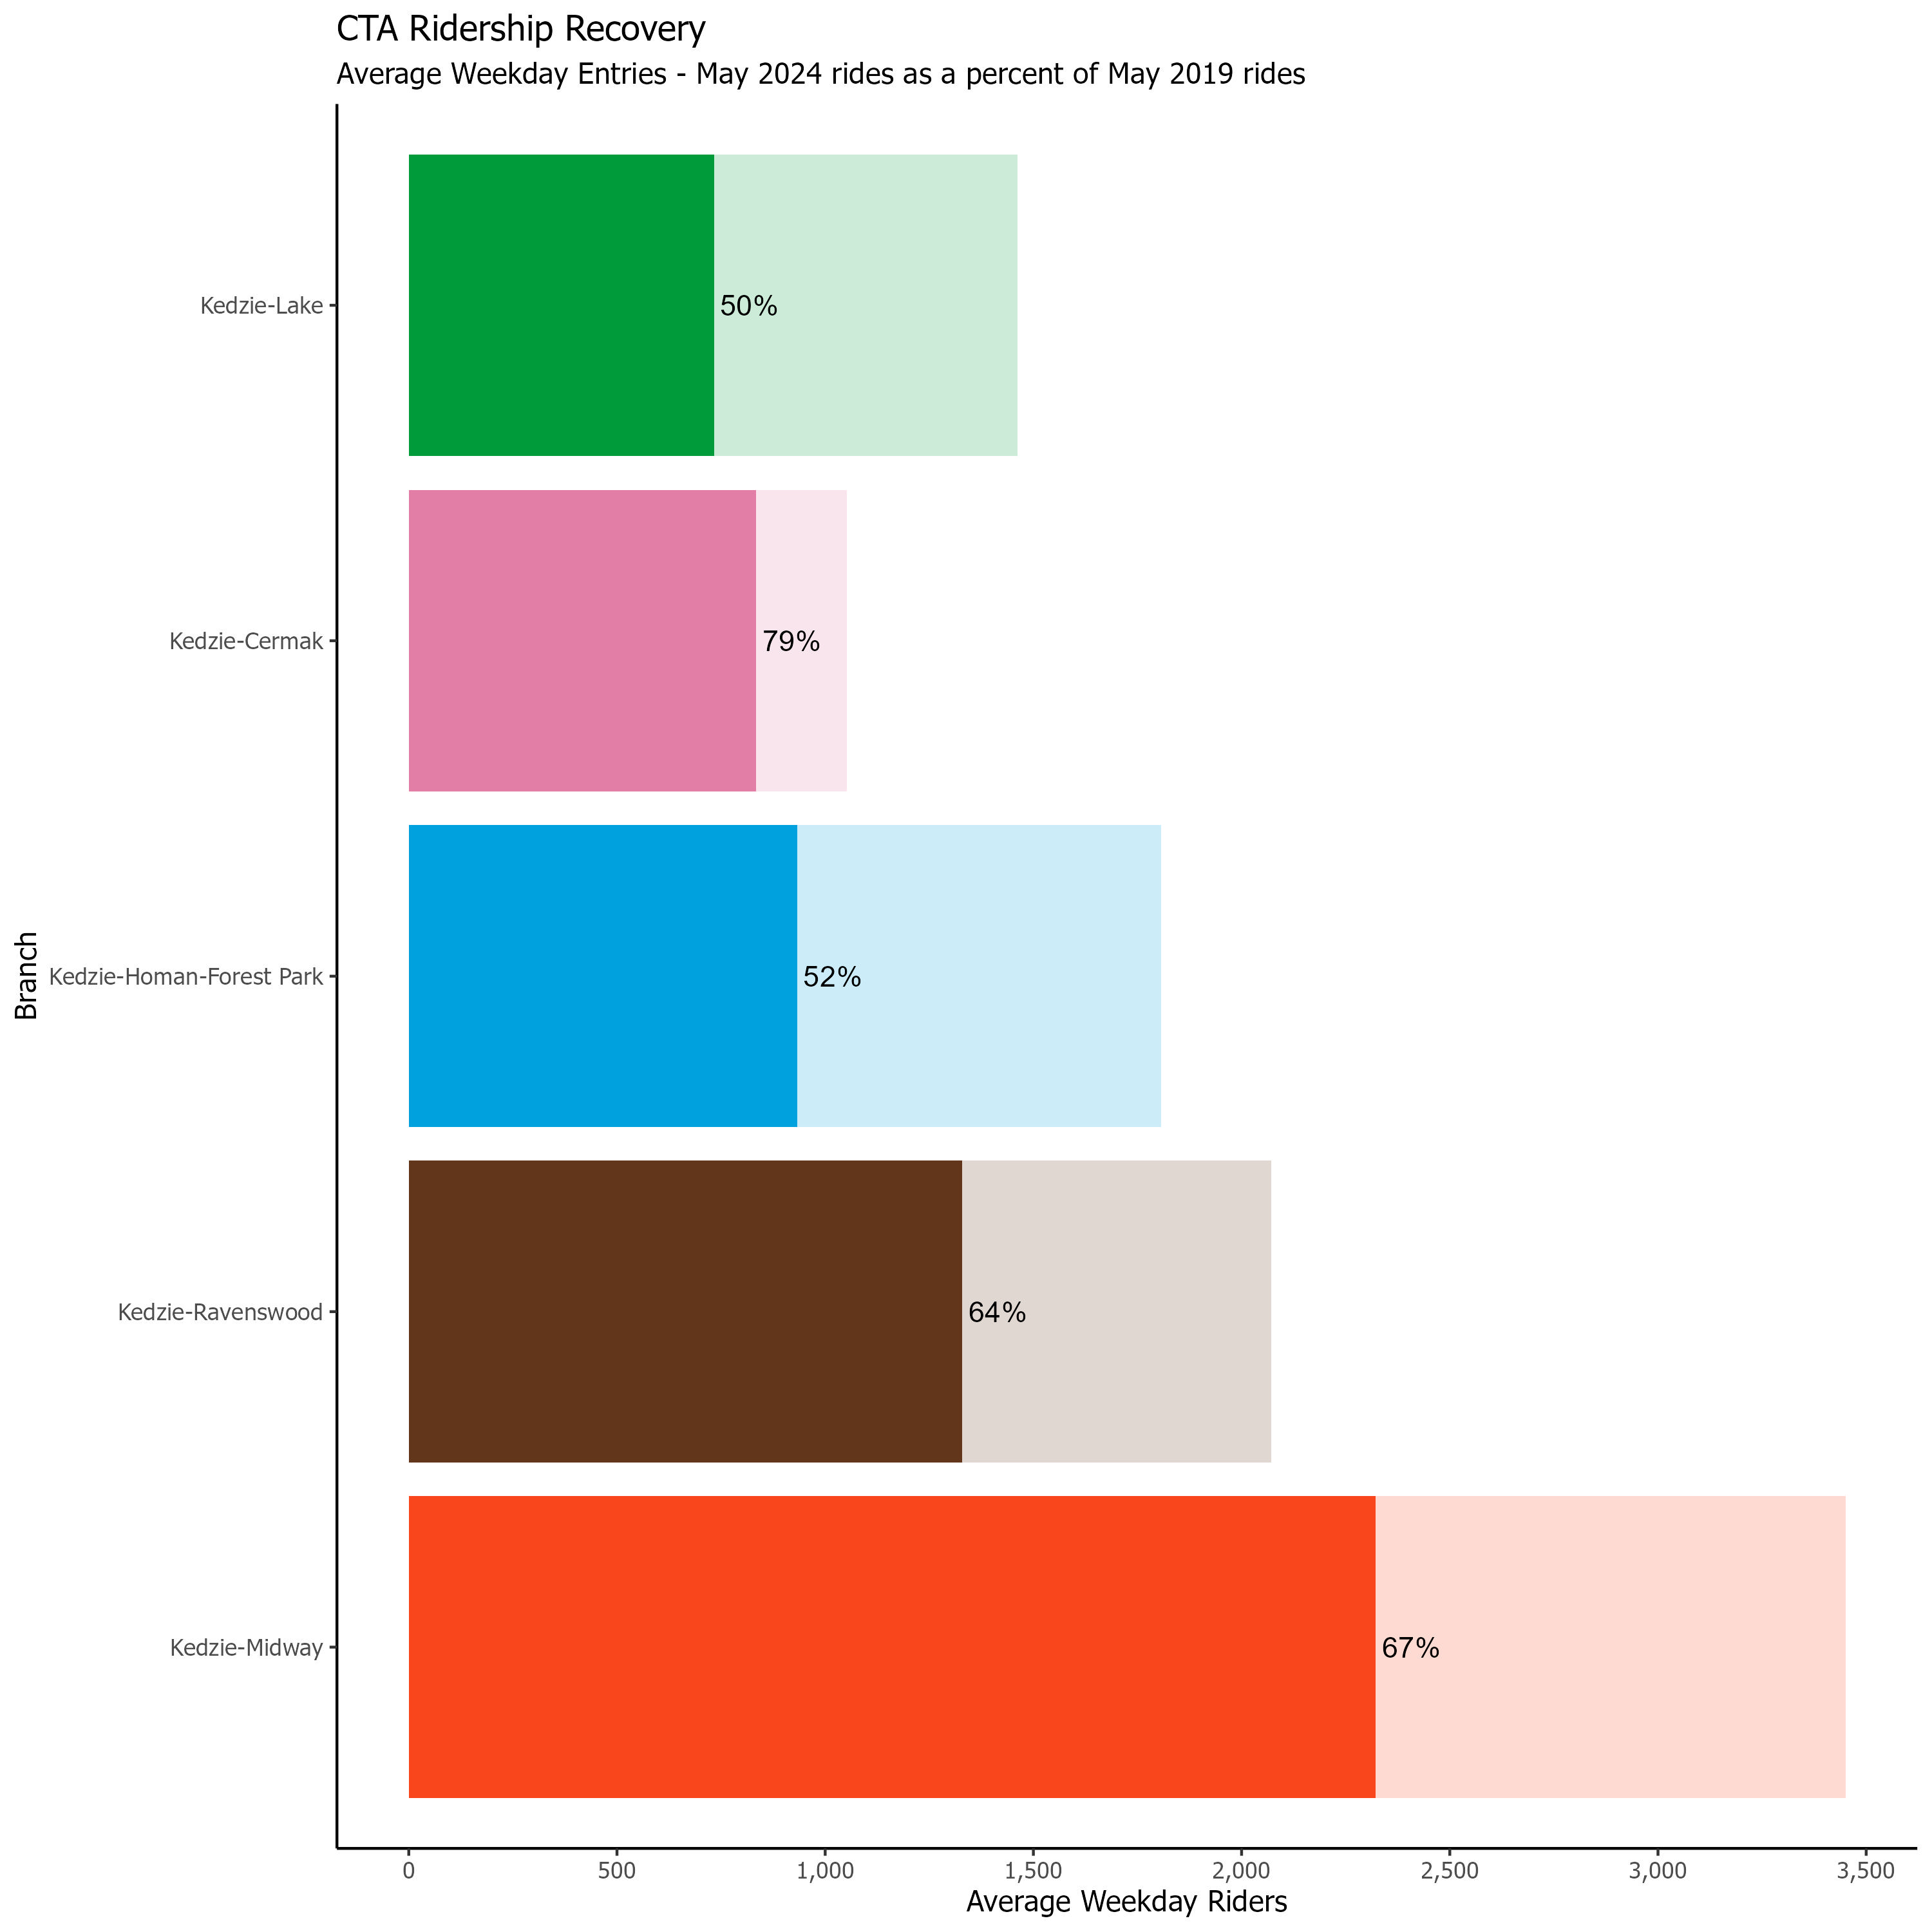 CTA Ridership Recovery
Average Weekday Entries - May 2024 rides as a percent of May 2019 rides
Kedzie-Lake
50%
Kedzie-Cermak
79%
Branch
Kedzie-Homan-Forest Park
52%
Kedzie-Ravenswood
64%
Kedzie-Midway
67%
0 500 1,000 1,500 2,000 2,500 3,000 3,500
Average Weekday Riders